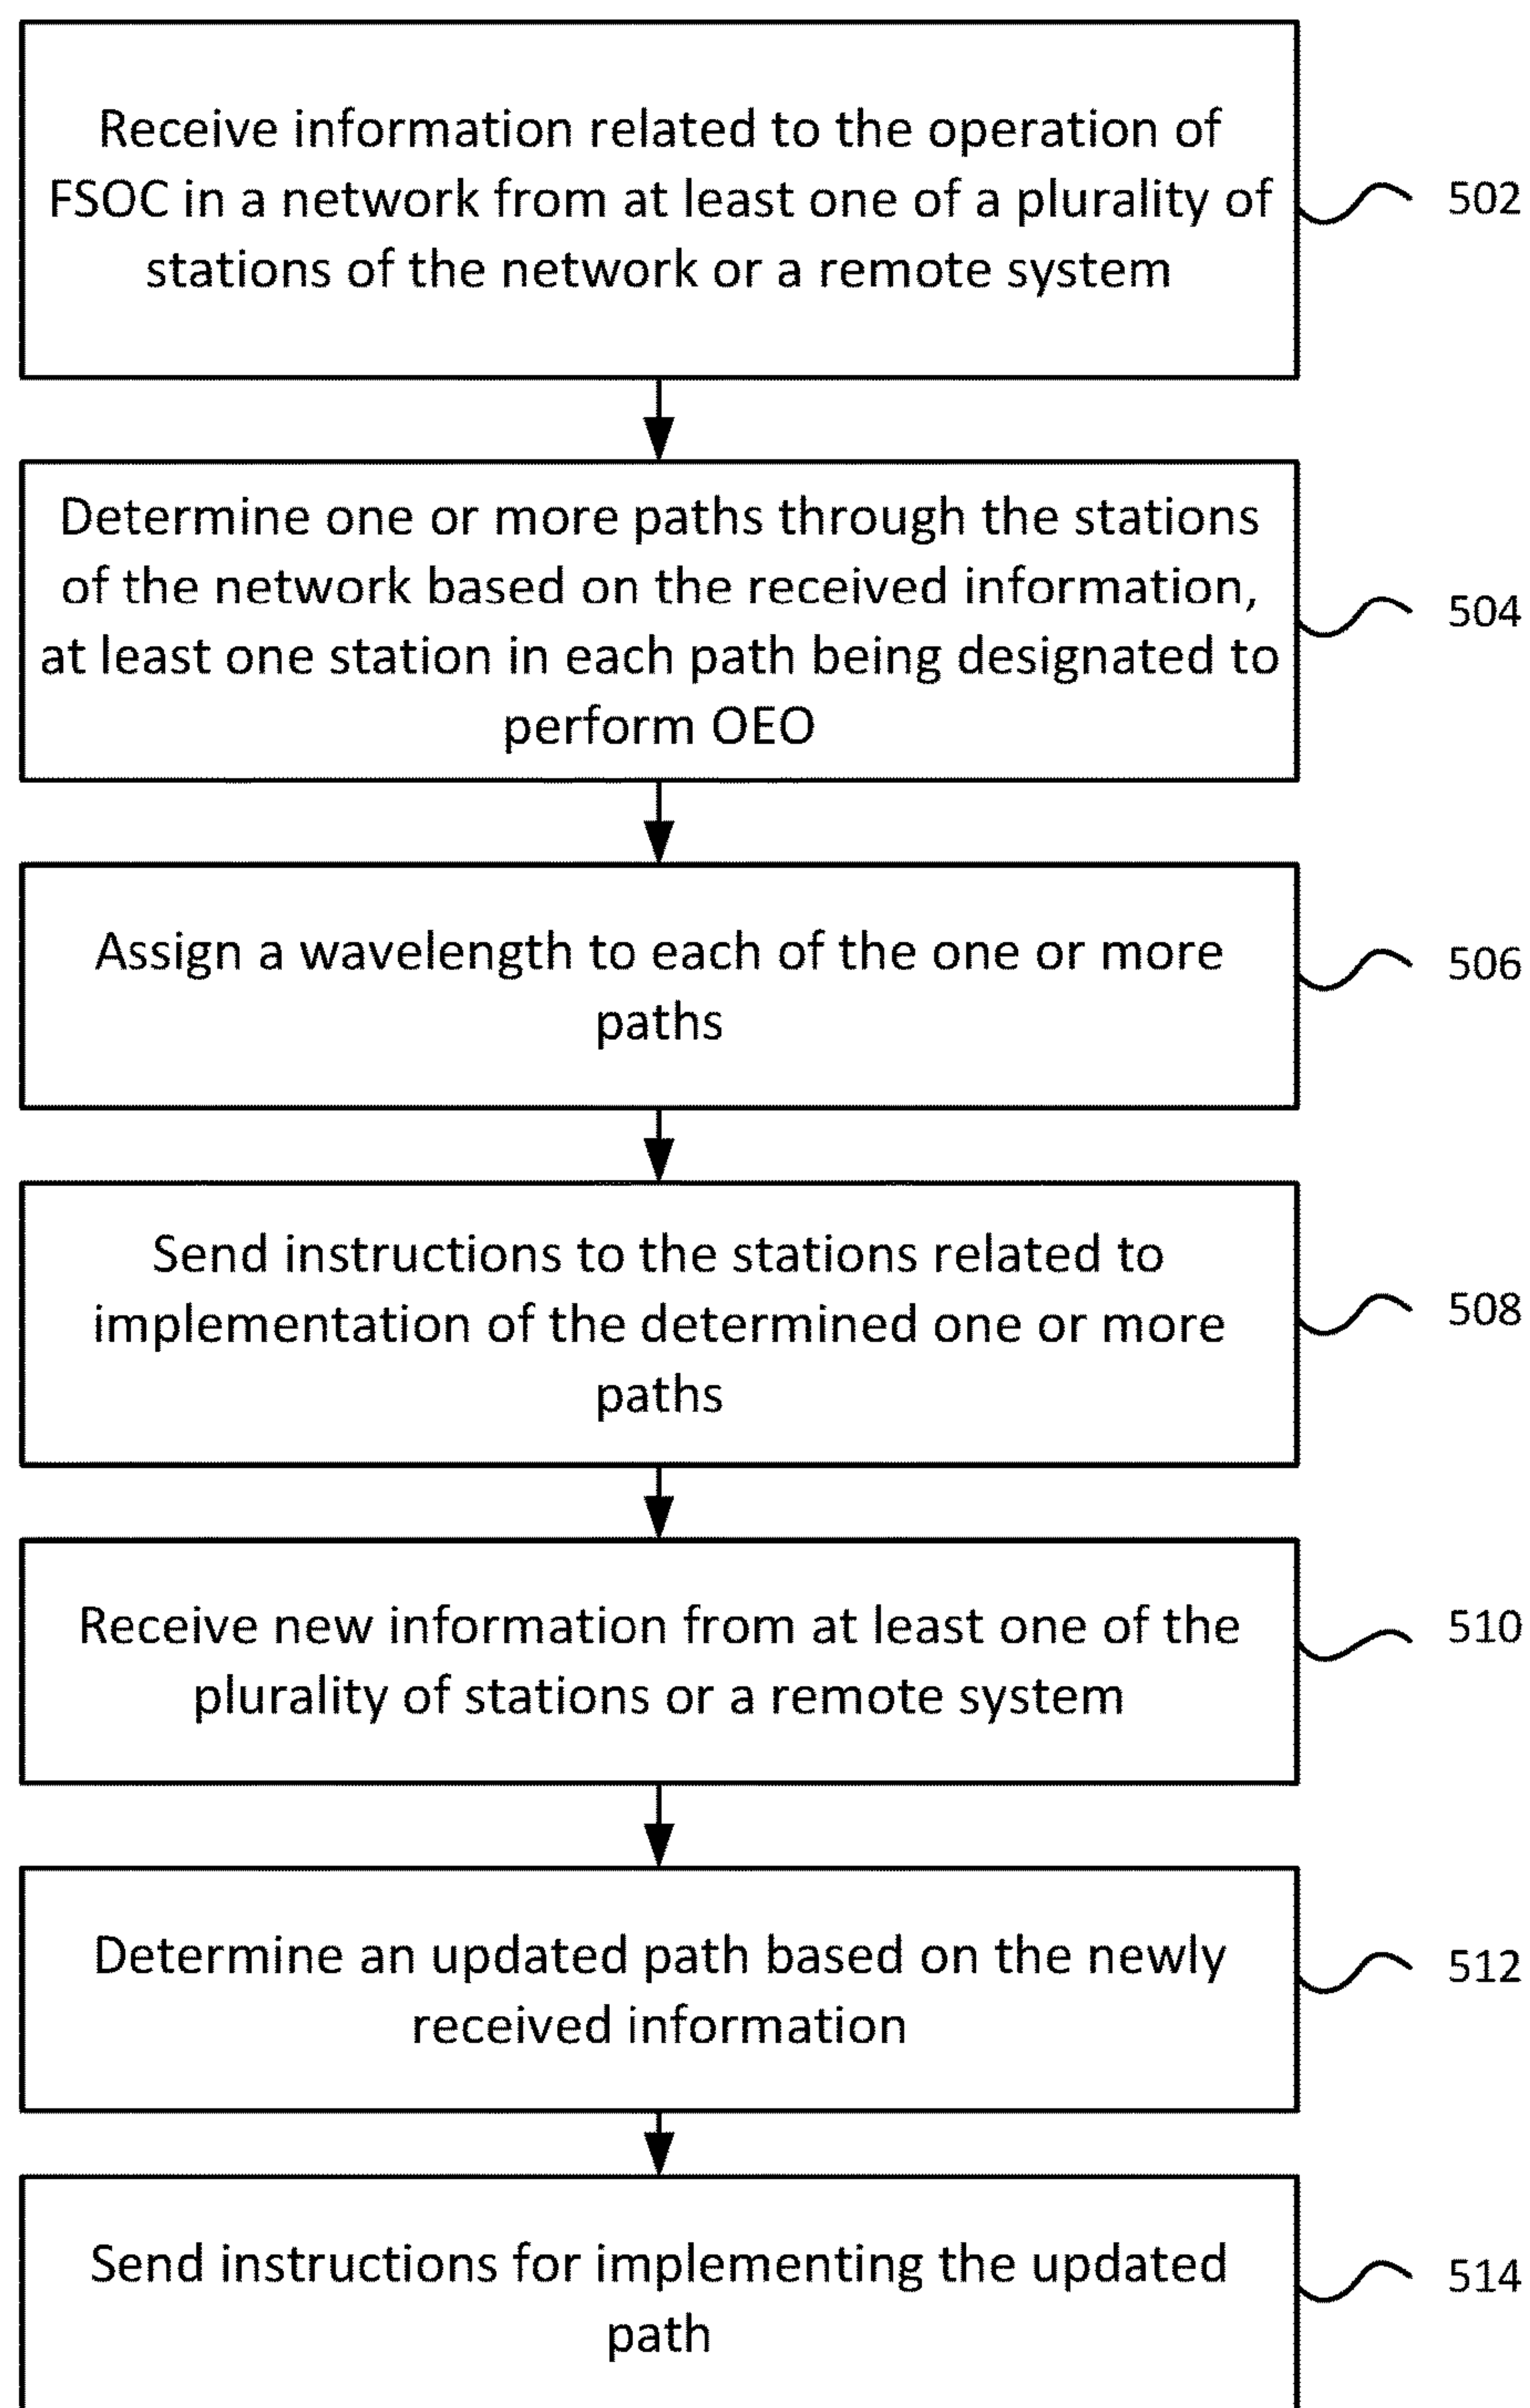 Receive information related to the operation of
FSOC in a network from at least one of a plurality of
stations of the network or a remote system
502
Determine one or more paths through the stations
of the network based on the received information,
at least one station in each path being designated to
perform OEO
504
Assign a wavelength to each of the one or more
paths
506
Send instructions to the stations related to
implementation of the determined one or more
paths
508
Receive new information from at least one of the
plurality of stations or a remote system
510
Determine an updated path based on the newly
received information
512
Send instructions for implementing the updated
path
514